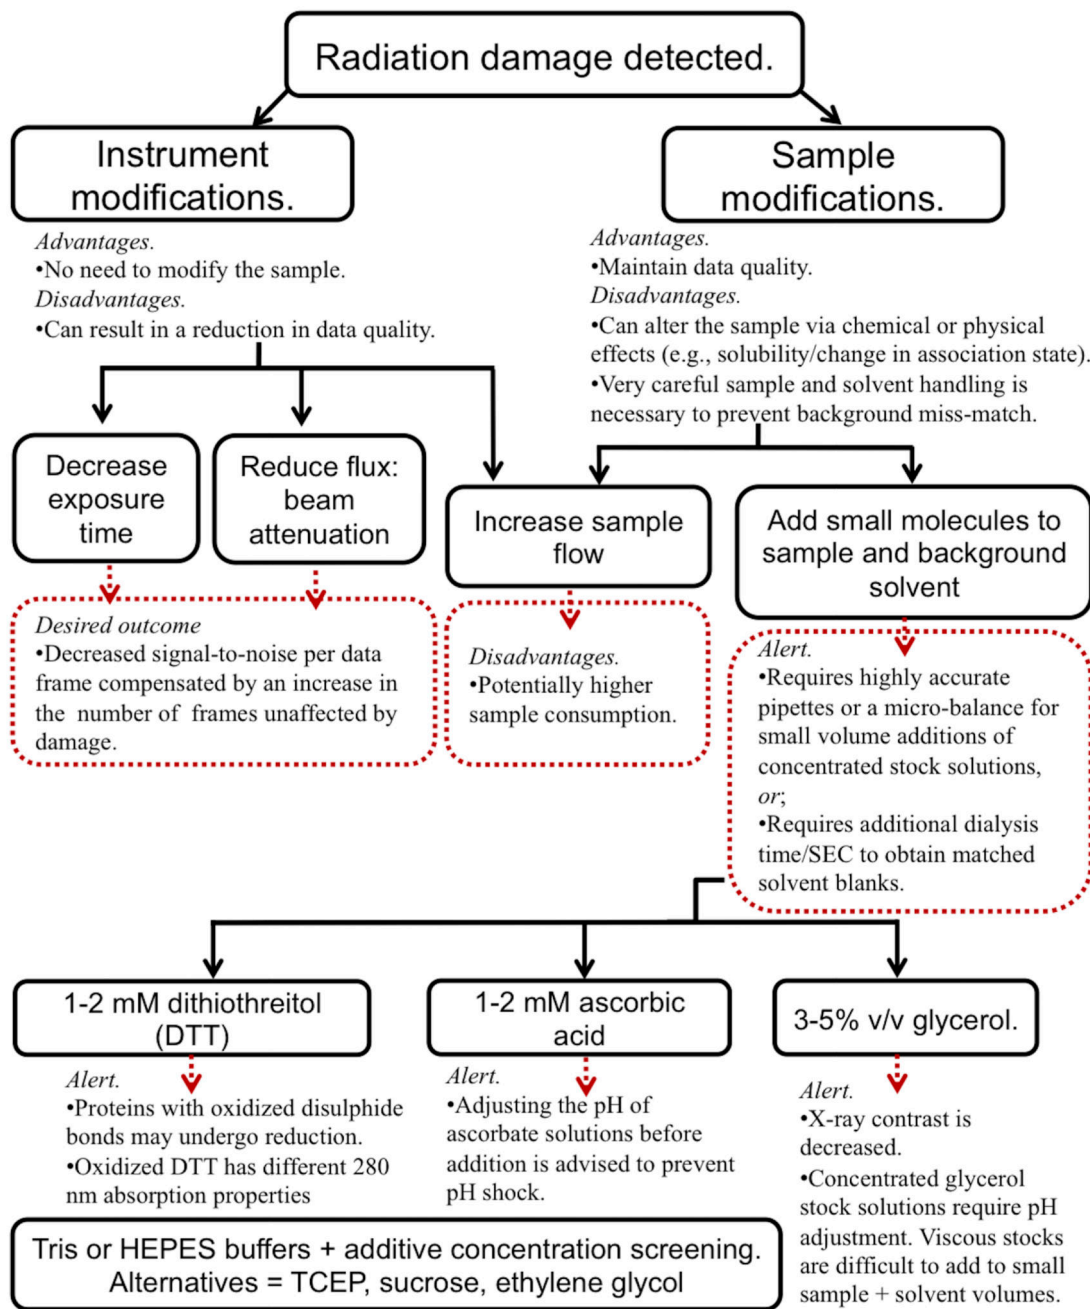 Radiation damage detected.
Instrument
modifications.
Advantages.
•No need to modify the sample.
Disadvantages.
•Can result in a reduction in data quality.
Sample
modifications.
Advantages.
•Maintain data quality.
Disadvantages.
•Can alter the sample via chemical or physical
effects (e.g., solubility/change in association state).
•Very careful sample and solvent handling is
necessary to prevent background miss-match.
Decrease
exposure
time
Reduce flux:
beam
attenuation
Increase sample
flow
Add small molecules to
sample and background
solvent
Desired outcome
•Decreased signal-to-noise per data
frame compensated by an increase in
the number of frames unaffected by
damage.
Disadvantages.
•Potentially higher
sample consumption.
Alert.
•Requires highly accurate
pipettes or a micro-balance for
small volume additions of
concentrated stock solutions,
or;
•Requires additional dialysis
time/SEC to obtain matched
solvent blanks.
1-2 mM dithiothreitol
(DTT)
Alert.
•Proteins with oxidized disulphide
bonds may undergo reduction.
•Oxidized DTT has different 280
nm absorption properties
1-2 mM ascorbic
acid
Alert.
•Adjusting the pH of
ascorbate solutions before
addition is advised to prevent
pH shock.
3-5% v/v glycerol.
Alert.
•X-ray contrast is
decreased.
•Concentrated glycerol
stock solutions require pH
adjustment. Viscous stocks
are difficult to add to small
sample + solvent volumes.
Tris or HEPES buffers + additive concentration screening.
Alternatives = TCEP, sucrose, ethylene glycol